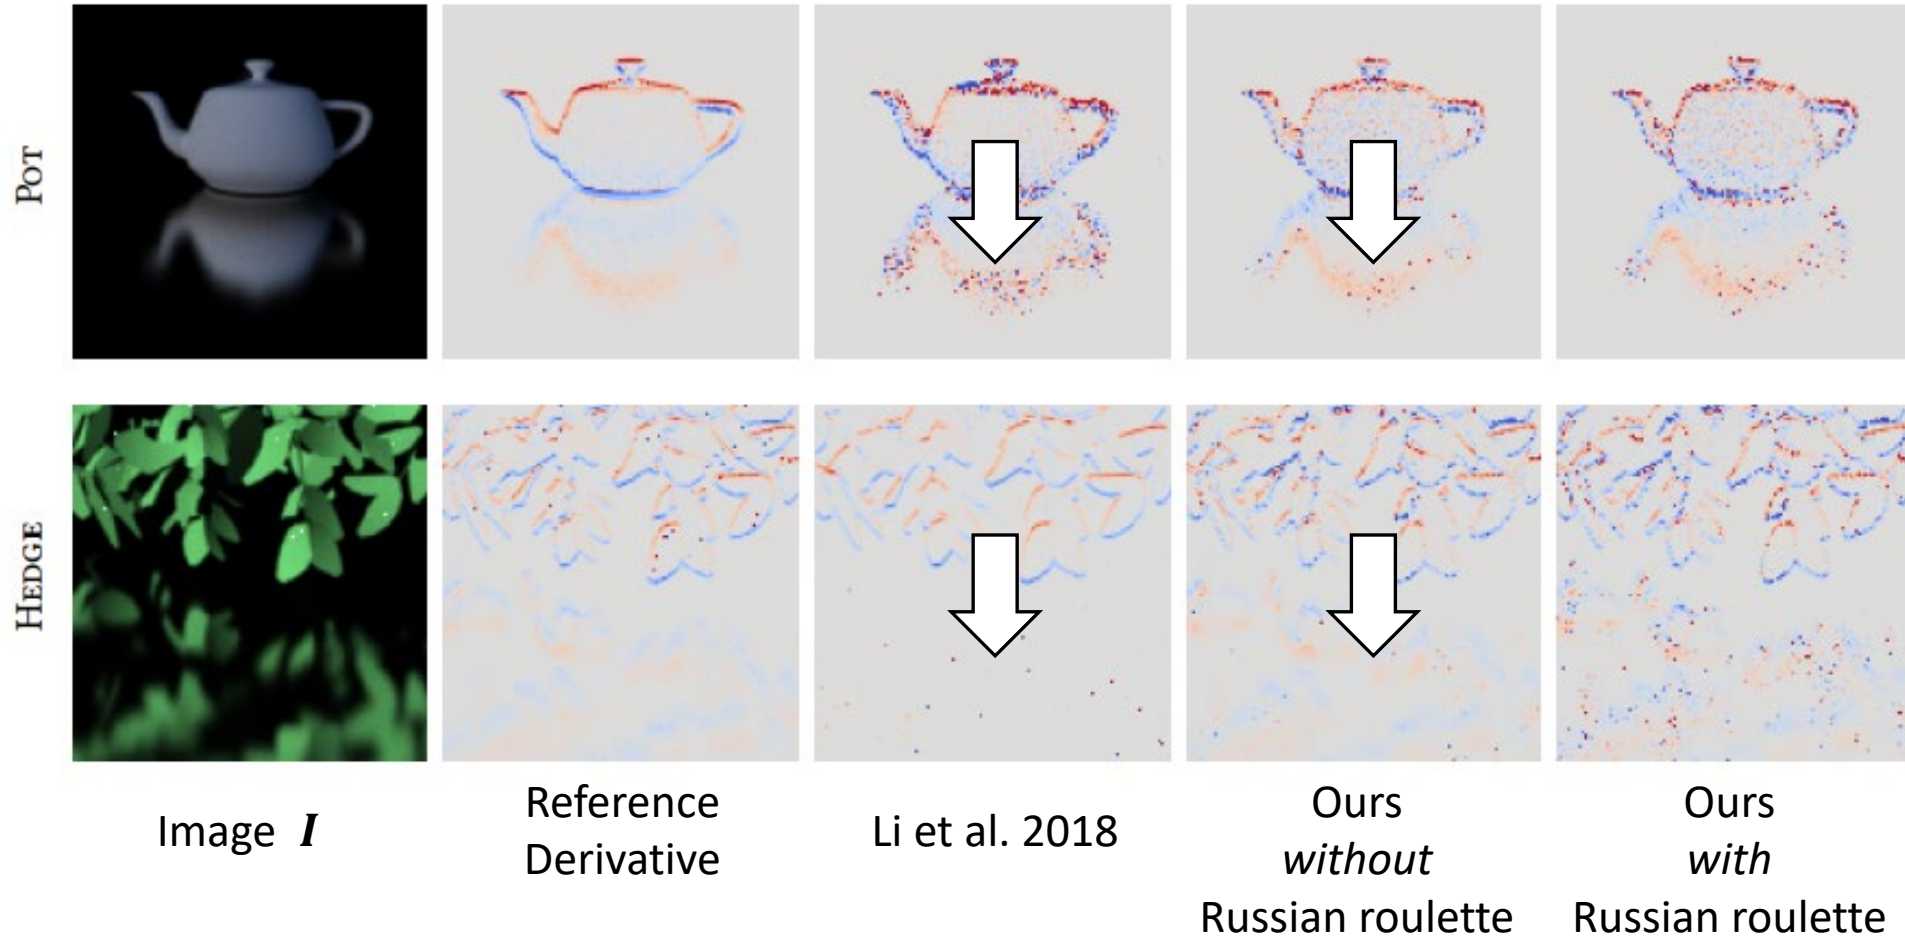 POT
HEDGE
Image I
Reference
Derivative
Li et al. 2018
Ours
without
Russian roulette
Ours
with
Russian roulette